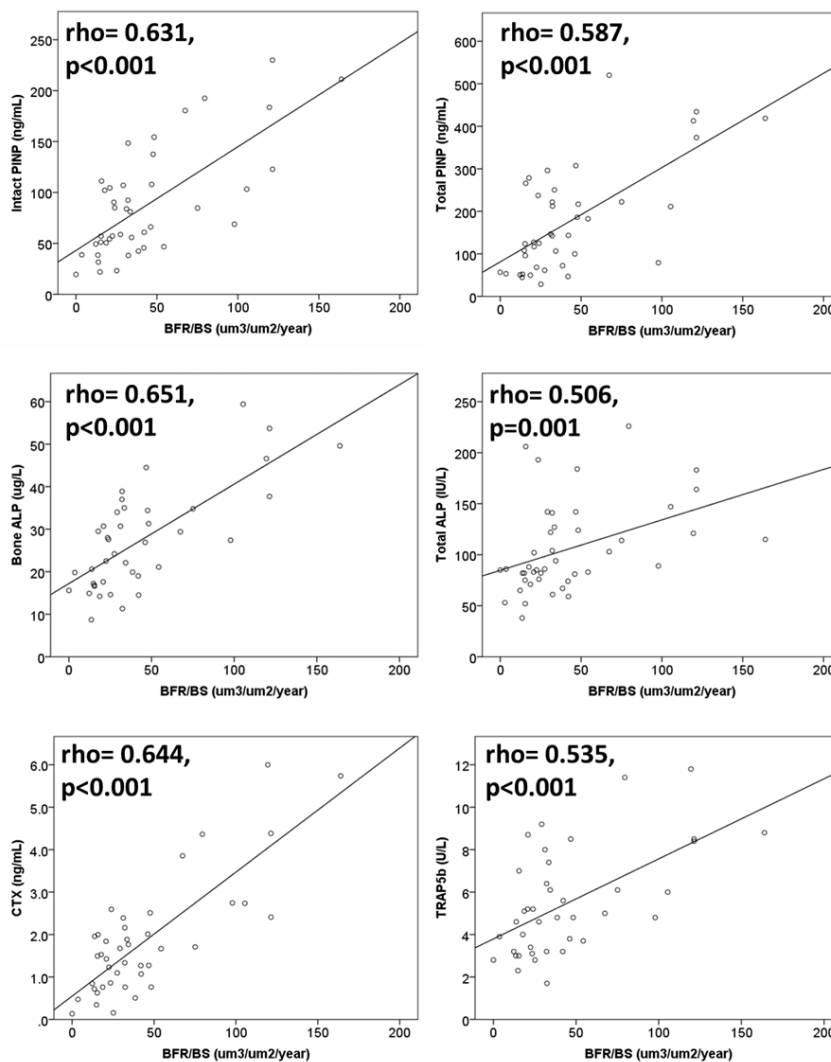 rho= 0.631,
p<0.001
Intact PINP (ng/mL)
250
200
150
100
50
0
0 50 100 150 200
BFR/BS (um3/um2/year)
rho= 0.587,
p<0.001
Total PINP (ng/mL)
600
500
400
300
200
100
0
0 50 100 150 200
BFR/BS (um3/um2/year)
rho= 0.651,
p<0.001
Bone ALP (ug/L)
60
50
40
30
20
10
0
0 50 100 150 200
BFR/BS (um3/um2/year)
rho= 0.506,
p=0.001
Total ALP (IU/L)
250
200
150
100
50
0
0 50 100 150 200
BFR/BS (um3/um2/year)
rho= 0.644,
p<0.001
CTX (ng/mL)
6.0
5.0
4.0
3.0
2.0
1.0
.0
0 50 100 150 200
BFR/BS (um3/um2/year)
rho= 0.535,
p<0.001
TRAP5b (U/L)
12
10
8
6
4
2
0
0 50 100 150 200
BFR/BS (um3/um2/year)